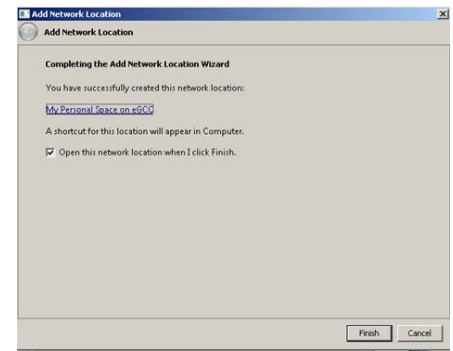 Add Network Location
Add Network Location
Completing the Add Network Location Wizard
You have successfully created this network location:
My Personal Space on eGCC
A shortcut for this location will appear in Computer.
Open this network location when I click Finish.
Finish Cancel